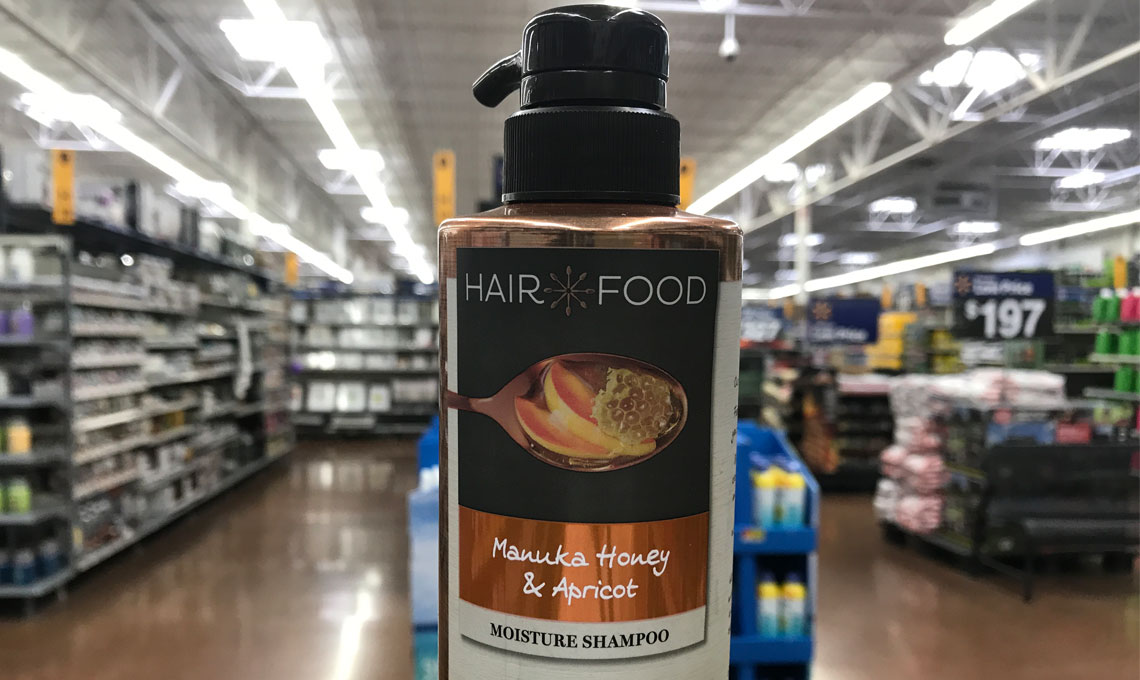 HAIR FOOD
Manuka Honey
& Apricot
MOISTURE SHAMPOO
$197